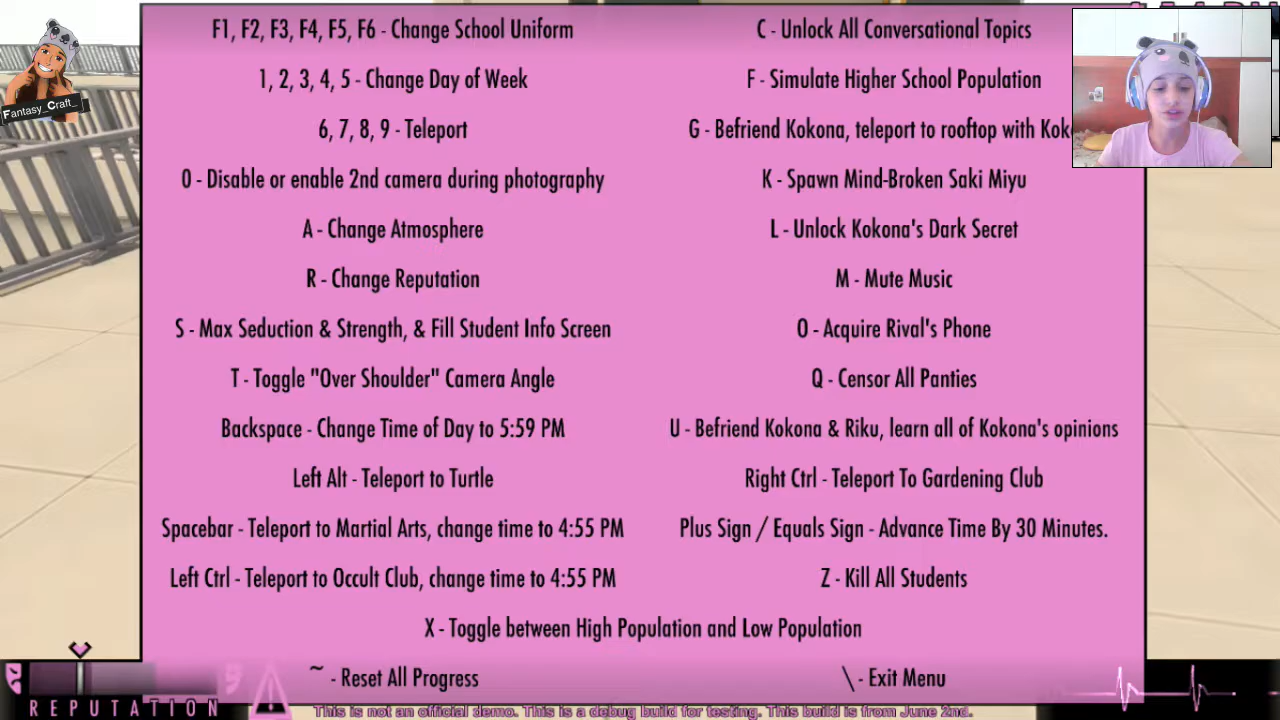 F1, F2, F3, F4, F5, F6 - Change School Uniform
1, 2, 3, 4, 5 - Change Day of Week
6, 7, 8, 9 - Teleport
0 - Disable or enable 2nd camera during photography
A - Change Atmosphere
R - Change Reputation
S - Max Seduction & Strength, & Fill Student Info Screen
T - Toggle "Over Shoulder" Camera Angle
Backspace - Change Time of Day to 5:59 PM
Left Alt - Teleport to Turtle
Spacebar - Teleport to Martial Arts, change time to 4:55 PM
Left Ctrl - Teleport to Occult Club, change time to 4:55 PM
C - Unlock All Conversational Topics
F - Simulate Higher School Population
G - Befriend Kokona, teleport to rooftop with
K - Spawn Mind-Broken Saki Miyu
L - Unlock Kokona's Dark Secret
M - Mute Music
O - Acquire Rival's Phone
Q - Censor All Panties
U - Befriend Kokona & Riku, learn all of Kokona's opinions
Right Ctrl - Teleport To Gardening Club
Plus Sign / Equals Sign - Advance Time By 30 Minutes.
Z - Kill All Students
X - Toggle between High Population and Low Population
~ - Reset All Progress
\ - Exit Menu
Fantasy_Craft_
REPUTATION
This is not an official demo. This is a debug build for testing. This build is from June 2nd.